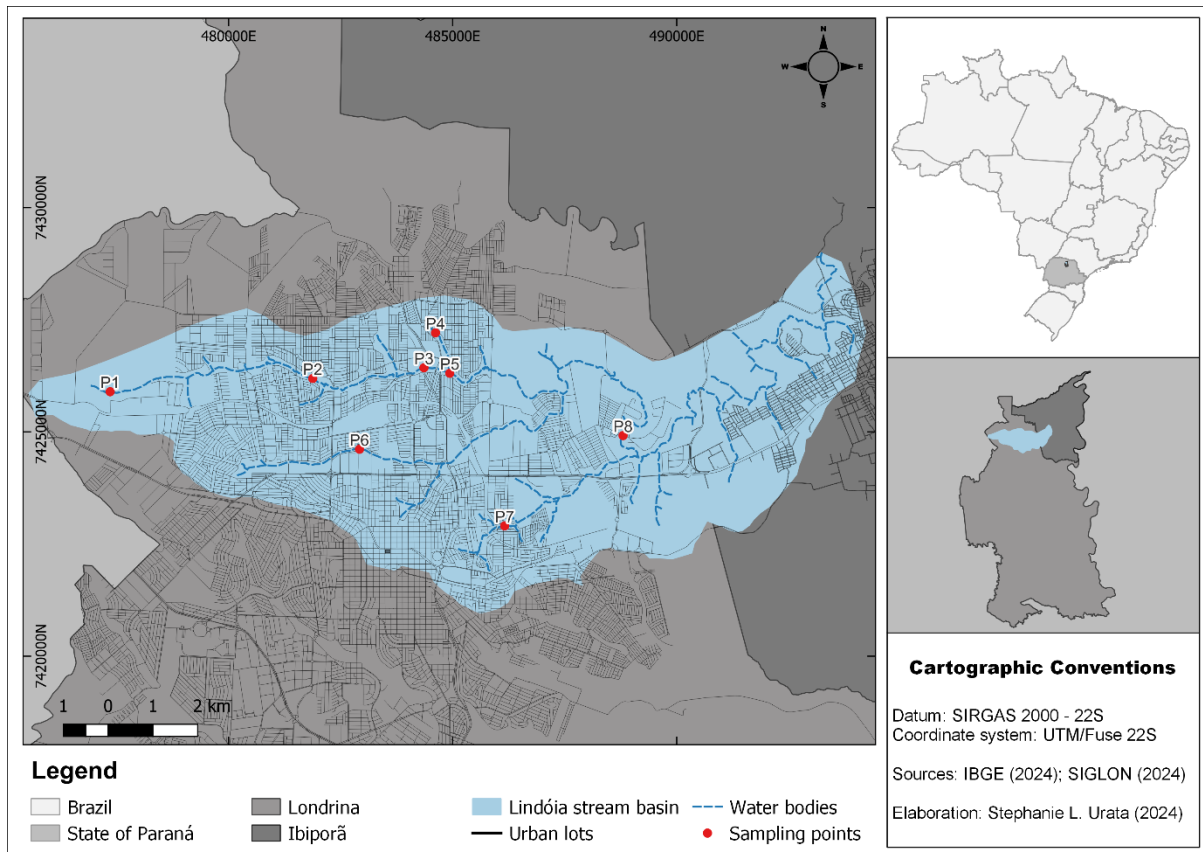 480000E 485000E 490000E
N
W E
S
7430000N
7425000N
7420000N
P1
P2
P3
P4
P5
P6
P7
P8
1 0 1 2 km
Legend
Brazil
State of Paraná
Londrina
Ibiporã
Lindóia stream basin
Urban lots
Water bodies
Sampling points
Cartographic Conventions
Datum: SIRGAS 2000 - 22S
Coordinate system: UTM/Fuse 22S
Sources: IBGE (2024); SIGLON (2024)
Elaboration: Stephanie L. Urata (2024)